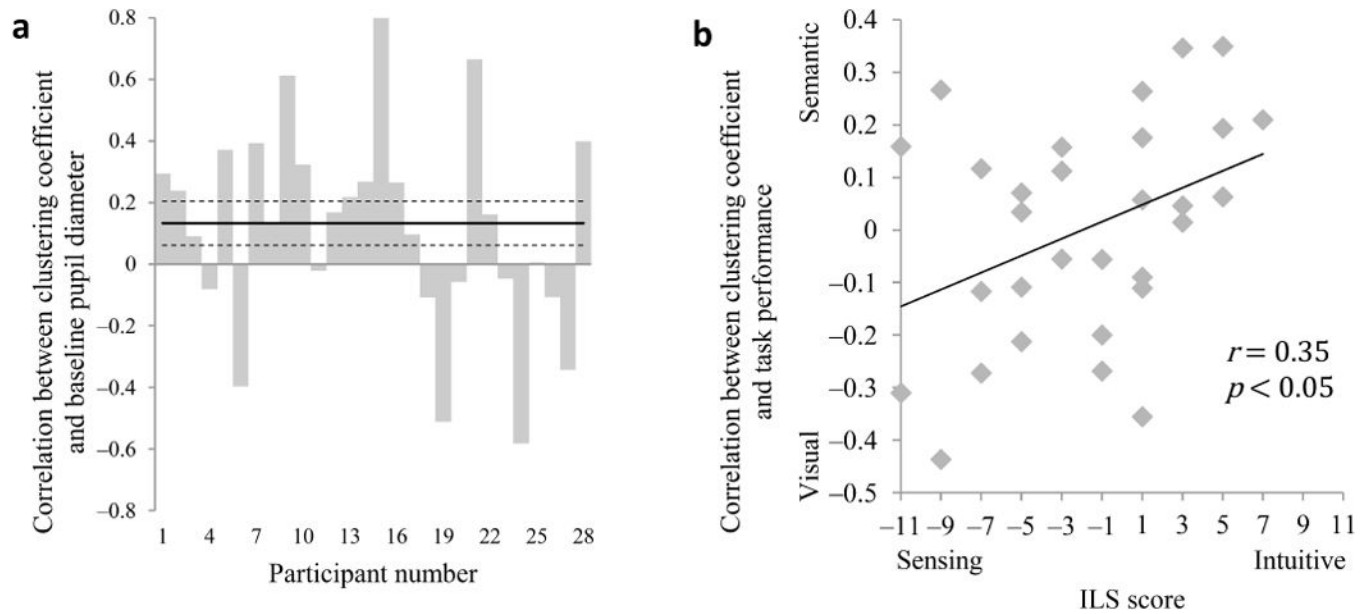 a
Correlation between clustering coefficient
and baseline pupil diameter
0.8
0.6
0.4
0.2
0
–0.2
–0.4
–0.6
–0.8
1 4 7 10 13 16 19 22 25 28
Participant number
b
Correlation between clustering coefficient
and task performance
Semantic
Visual
0.4
0.3
0.2
0.1
0
–0.1
–0.2
–0.3
–0.4
–0.5
r = 0.35
p < 0.05
–11 –9 –7 –5 –3 –1 1 3 5 7 9 11
Sensing Intuitive
ILS score